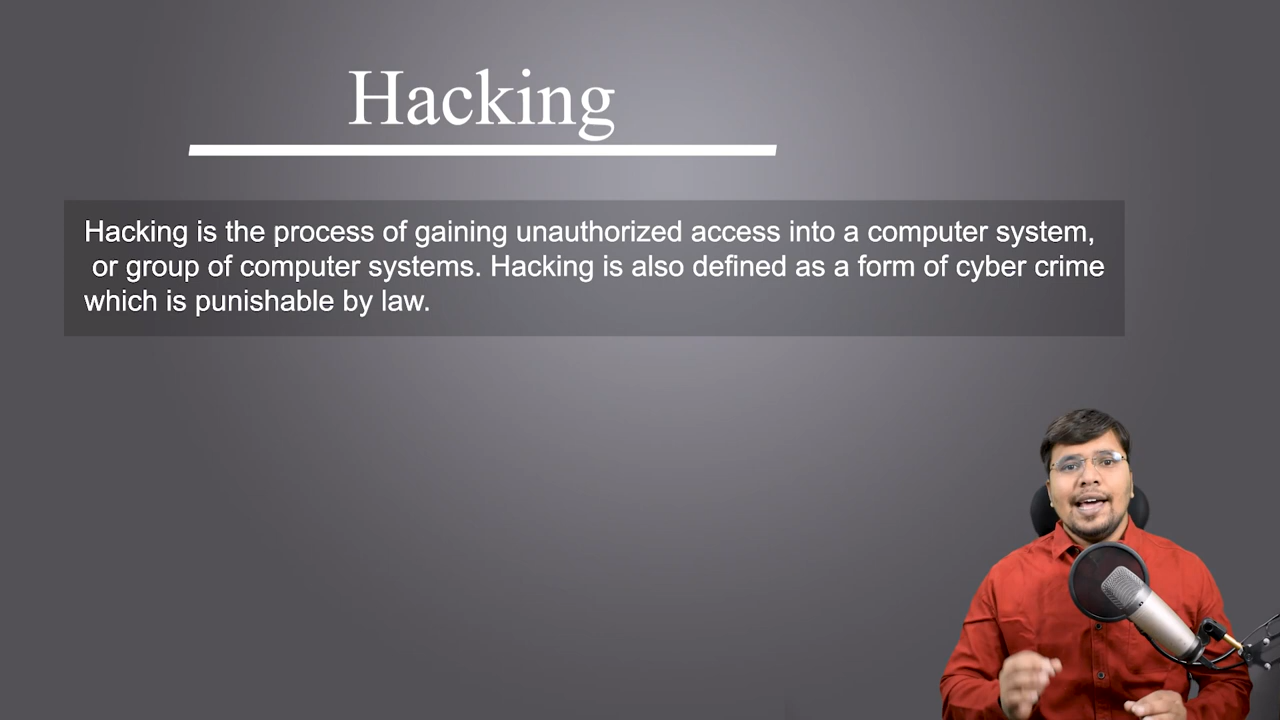 Hacking
Hacking is the process of gaining unauthorized access into a computer system,
or group of computer systems. Hacking is also defined as a form of cyber crime
which is punishable by law.